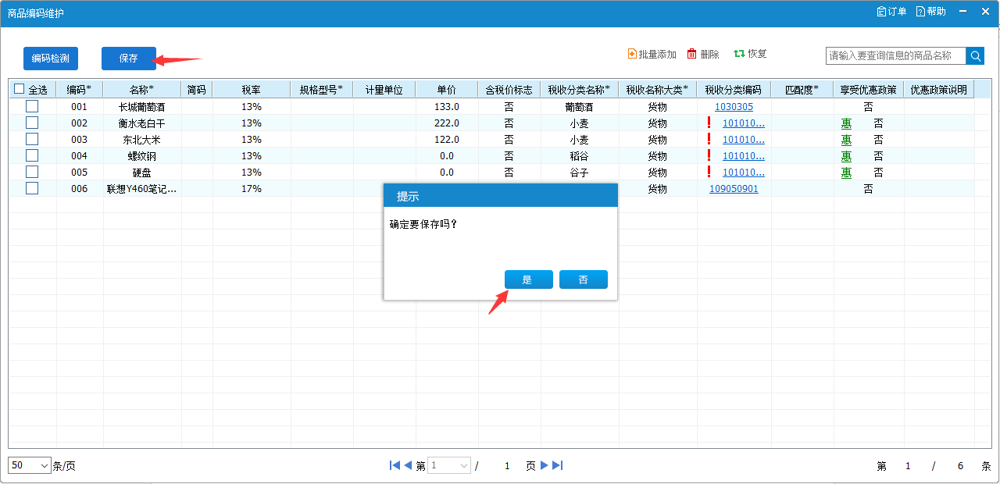 商品编码维护 订单 帮助
编码检测 保存 批量添加 删除 恢复 请输入要查询信息的商品名称
全选 编码* 名称* 简码 税率 规格型号* 计量单位 单价 含税价标志 税收分类名称* 税收名称大类* 税收分类编码 匹配度* 享受优惠政策 优惠政策说明
001 长城葡萄酒 13% 133.0 否 葡萄酒 货物 1030305 否
002 衡水老白干 13% 222.0 否 小麦 货物 ! 101010... 惠 否
003 东北大米 13% 122.0 否 小麦 货物 ! 101010... 惠 否
004 螺纹钢 13% 0.0 否 稻谷 货物 ! 101010... 惠 否
005 硬盘 13% 0.0 否 谷子 货物 ! 101010... 惠 否
006 联想Y460笔记... 17% 货物 109050901 否
提示
确定要保存吗?
是 否
50 条/页 第 1 / 1 页 第 1 / 6 条